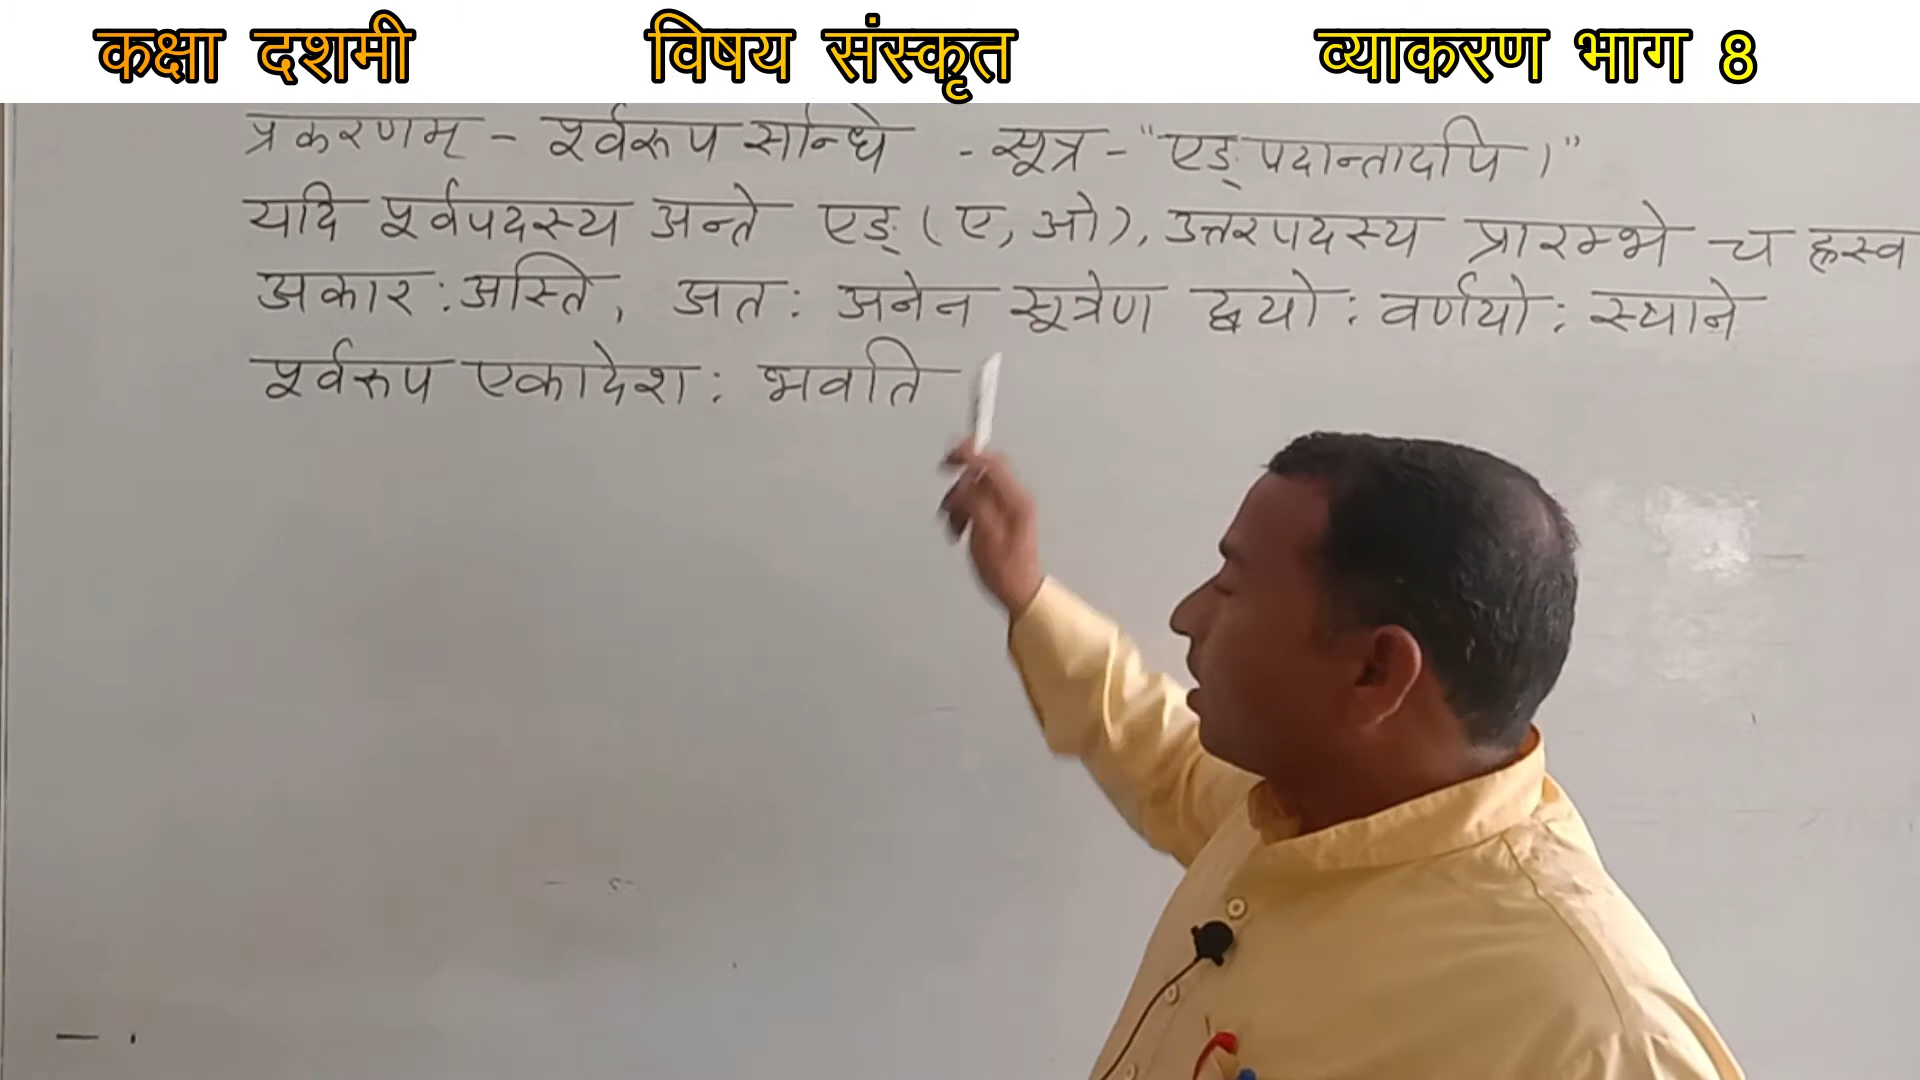 कक्षा दशमी विषय संस्कृत व्याकरण भाग 8
प्रकरणम् - पूर्वरूप सन्धि - सूत्र - "एङ् पदान्तादपि।"
यदि पूर्वपदस्य अन्ते एङ् (ए, ओ), उत्तरपदस्य प्रारम्भे च ह्रस्व
अकार: अस्ति, अत: अनेन सूत्रेण द्वयो: वर्णयो: स्थाने
पूर्वरूप एकादेश: भवति